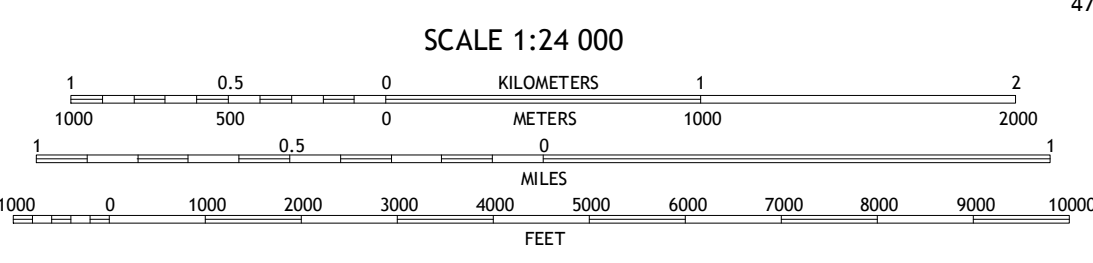 47
SCALE 1:24 000
1 0.5 0 KILOMETERS 1 2
1000 500 0 METERS 1000 2000
1 0.5 0 1
MILES
1000 0 1000 2000 3000 4000 5000 6000 7000 8000 9000 10000
FEET